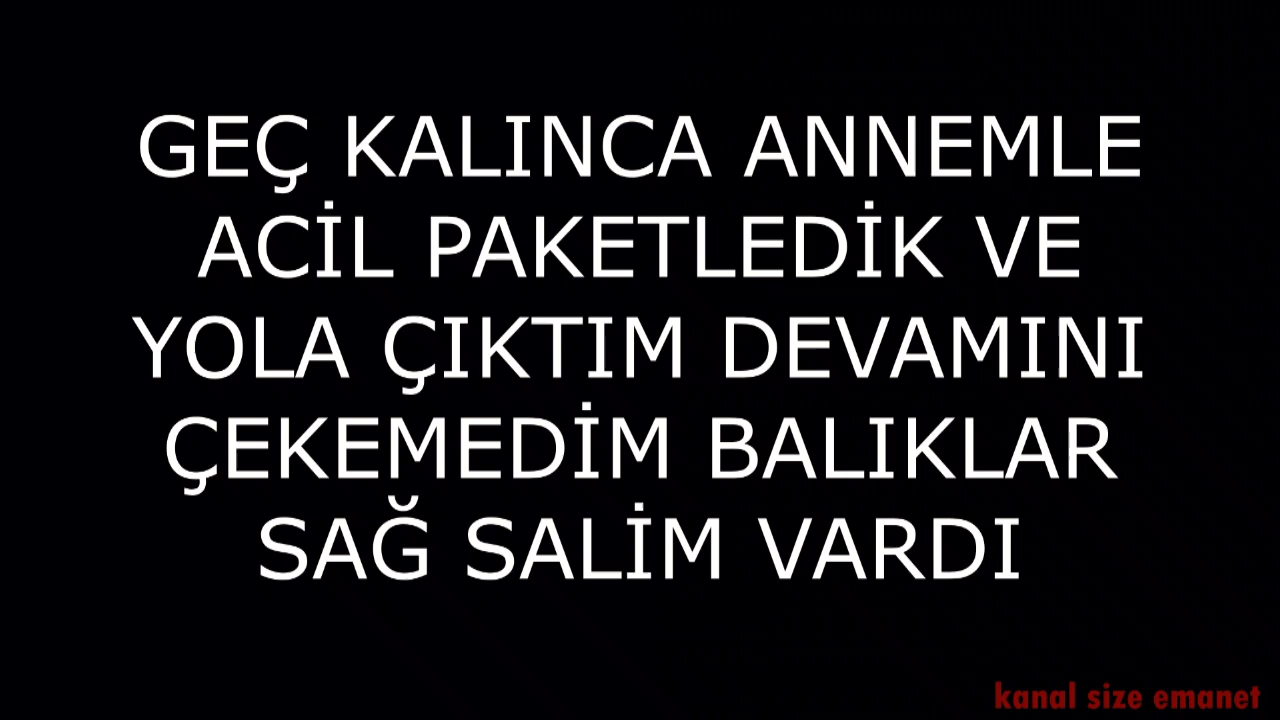 GEÇ KALINCA ANNEMLE
ACİL PAKETLEDİK VE
YOLA ÇIKTIM DEVAMINI
ÇEKEMEDİM BALIKLAR
SAĞ SALİM VARDI
kanal size emanet